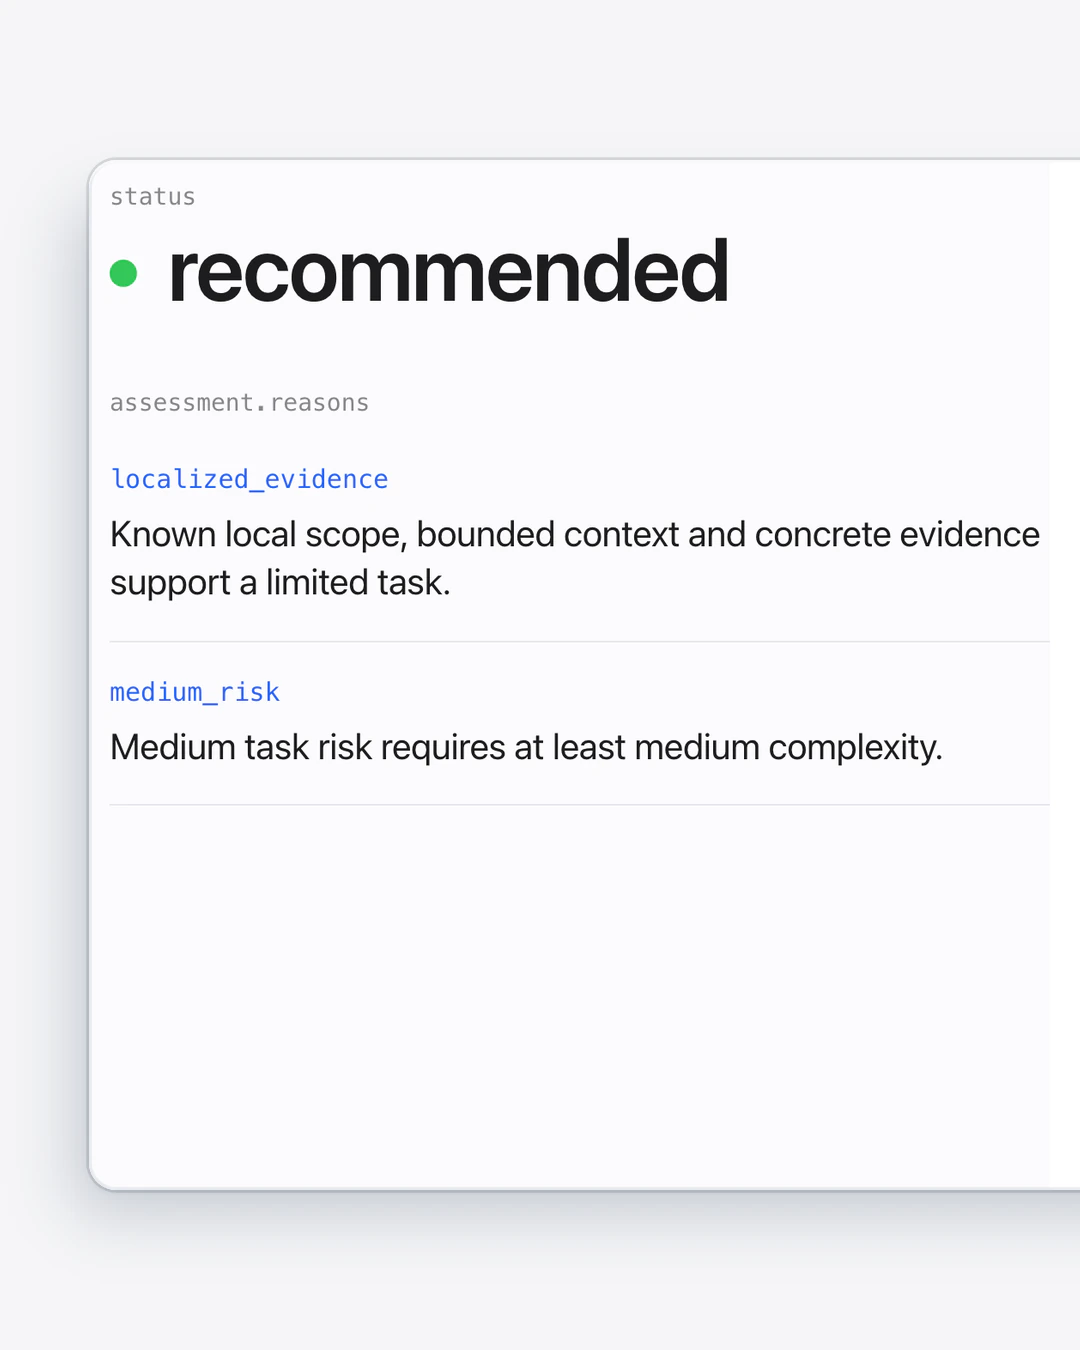 status
recommended
assessment.reasons
localized_evidence
Known local scope, bounded context and concrete evidence
support a limited task.
medium_risk
Medium task risk requires at least medium complexity.